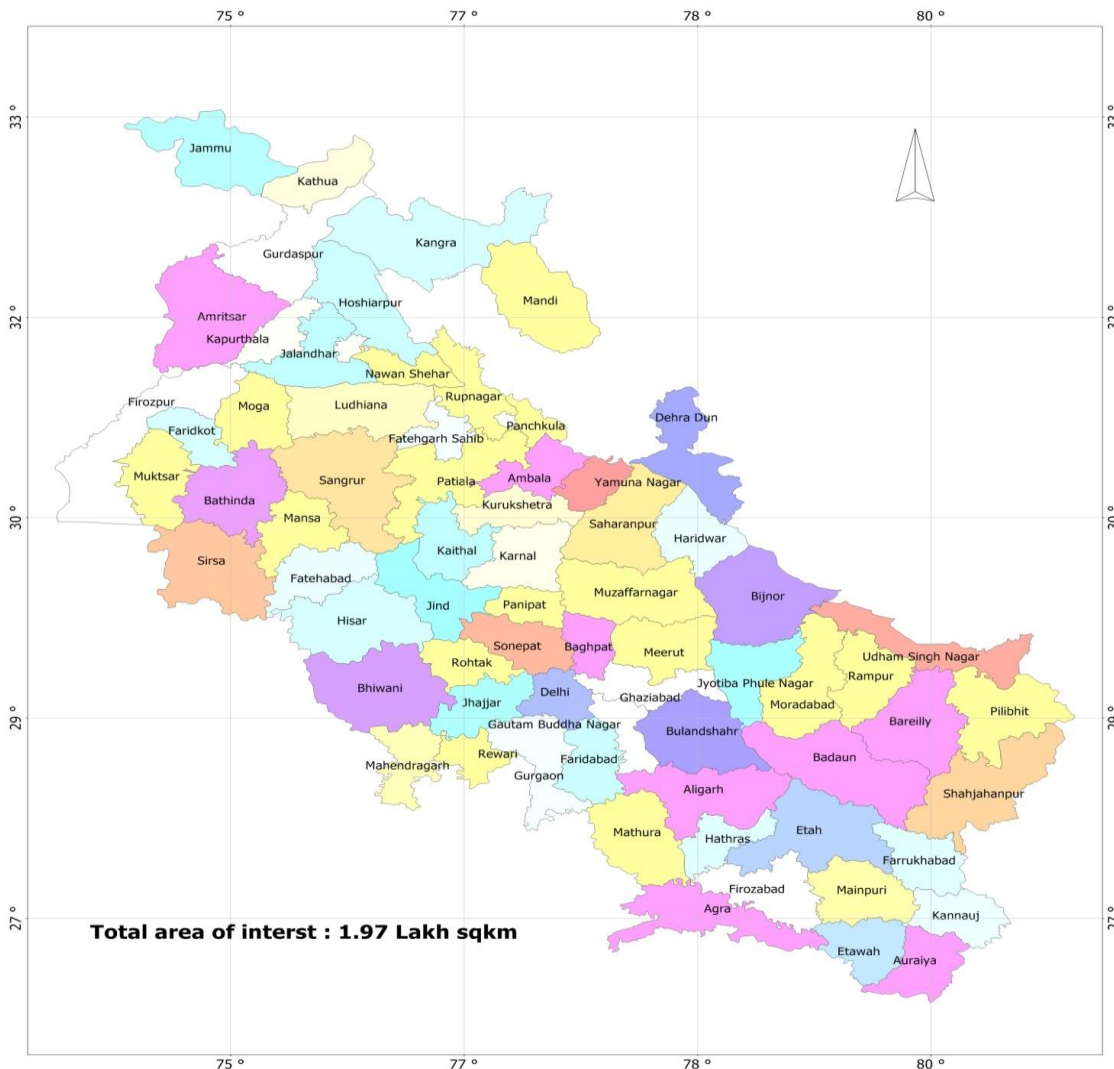 75 ° 77 ° 78 ° 80 °
33 ° 33 °
Jammu
Kathua
Kangra
Gurdaspur
Hoshiarpur
Mandi
Amritsar
32 °
Kapurthala
Jalandhar
Nawan Shehar
Firozpur
Moga
Ludhiana
Rupnagar
Dehra Dun
Faridkot
Fatehgarh Sahib
Panchkula
Muktsar
Sangrur
Patiala
Ambala
Yamuna Nagar
Bathinda
Kurukshetra
Mansa
Saharanpur
30 °
Haridwar
Sirsa
Kaithal
Karnal
Fatehabad
Muzaffarnagar
Bijnor
Jind
Panipat
Hisar
Sonepat
Baghpat
Meerut
Udham Singh Nagar
Rohtak
Rampur
Bhiwani
Jyotiba Phule Nagar
Delhi
Ghaziabad
Jhajjar
Moradabad
Pilibhit
29 °
Gautam Buddha Nagar
Bulandshahr
Bareilly
Rewari
Faridabad
Badaun
Mahendragarh
Gurgaon
Aligarh
Shahjahanpur
Mathura
Hathras
Etah
Farrukhabad
Firozabad
Mainpuri
Agra
Kannauj
27 °
Total area of interst : 1.97 Lakh sqkm
Etawah
Auraiya
75 ° 77 ° 78 ° 80 °